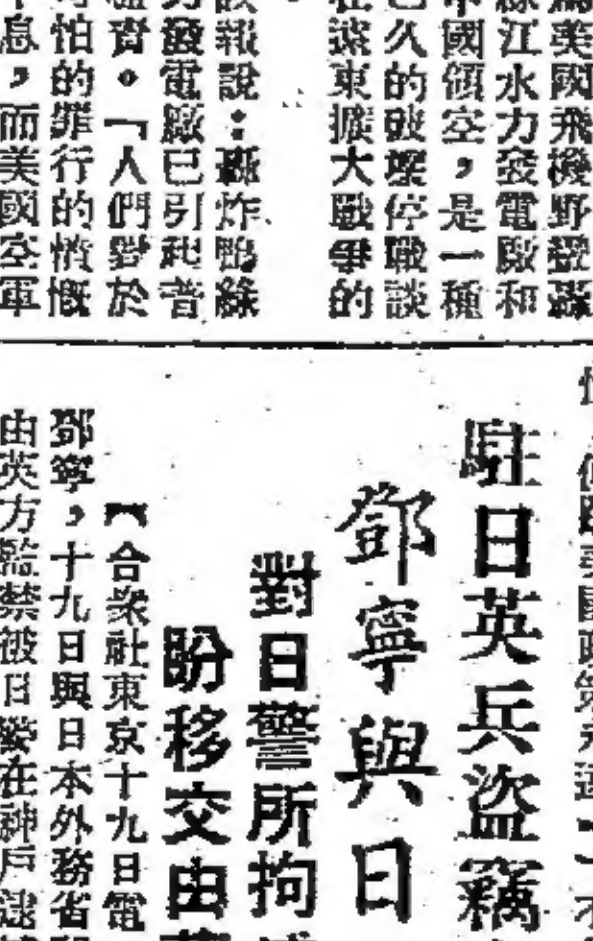 爲美國飛機野蠻轟
綠江水力發電廠和
中國領空，是一種
已久的破壞停戰談
在遠東擴大戰爭的
該報說：轟炸鴨綠
力發電廠已引起普
。「人們對於
可怕的罪行的憤慨
息，而美國空軍
駐日英兵盜竊
鄧寧與日
對日警所拘
盼移交由英
【合衆社東京十九日電
鄧寧，十九日與日本外務省
由英方監禁被日警在神戶逮